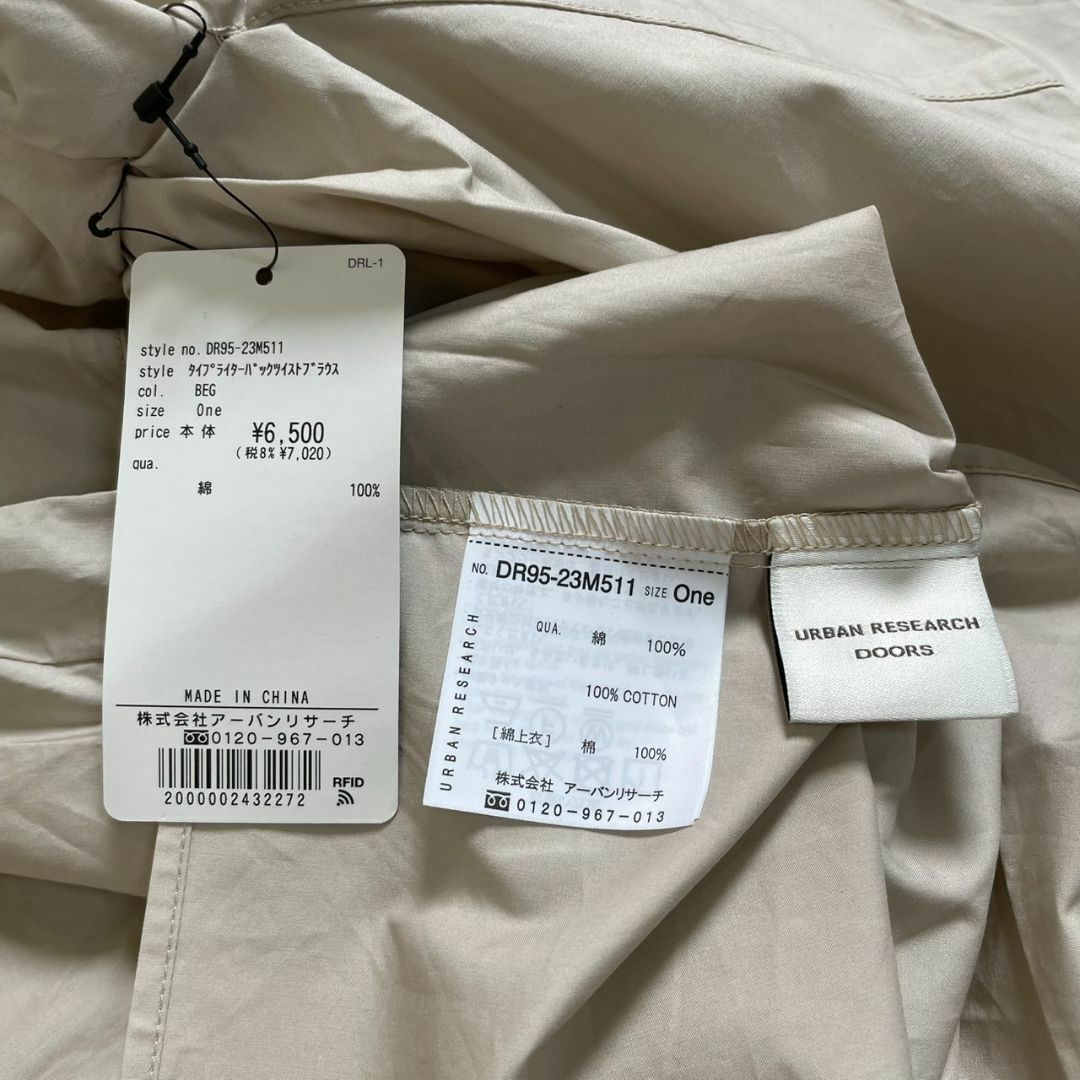 DRL-1
style no. DR95-23M511
style ﾀｲﾌﾟﾗｲﾀｰﾊﾞｯｸﾂｲｽﾄﾌﾞﾗｳｽ
col. BEG
size One
price 本体 ¥6,500
(税8% ¥7,020)
qua.
綿 100%
MADE IN CHINA
株式会社アーバンリサーチ
0120-967-013
RFID
2000002432272
NO. DR95-23M511 SIZE One
URBAN RESEARCH
QUA. 綿 100%
100% COTTON
[綿上衣] 棉 100%
株式会社 アーバンリサーチ
0120-967-013
URBAN RESEARCH
DOORS